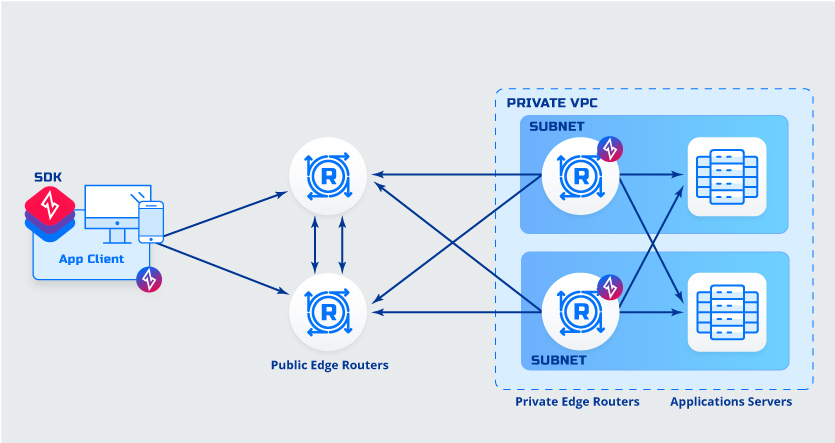 PRIVATE VPC
SUBNET
R
R
SDK
App Client
R
R
SUBNET
Public Edge Routers
Private Edge Routers
Applications Servers